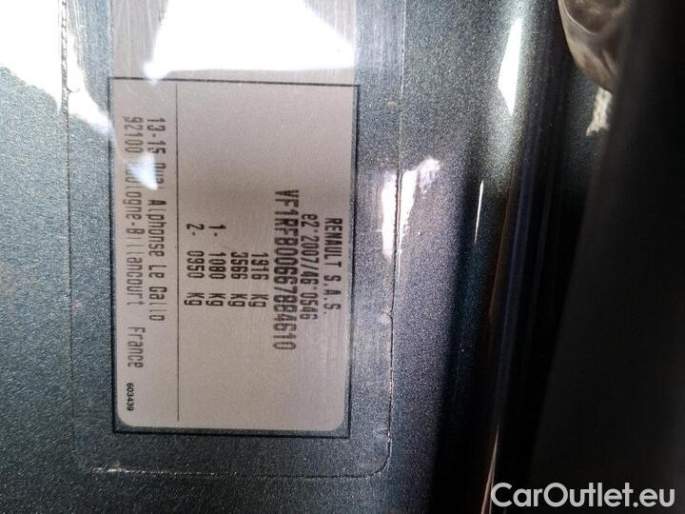 RENAULT S.A.S.
e2*2007/46*0546
VF1RFB00667884610
1916 kg
3566 kg
1- 1080 kg
2- 0950 kg
13-15 Quai Alphonse Le Gallo
92100 Boulogne-Billancourt France
603439
CarOutlet.eu